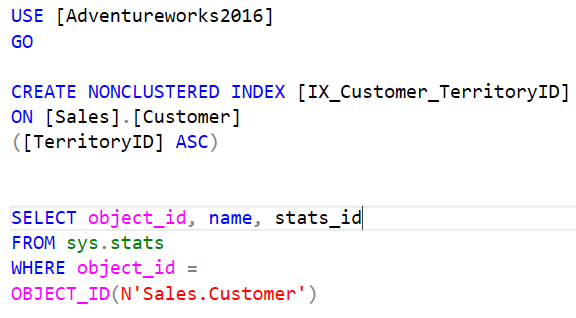 USE [Adventureworks2016]
GO
CREATE NONCLUSTERED INDEX [IX_Customer_TerritoryID]
ON [Sales].[Customer]
([TerritoryID] ASC)
SELECT object_id, name, stats_id
FROM sys.stats
WHERE object_id =
OBJECT_ID(N'Sales.Customer')